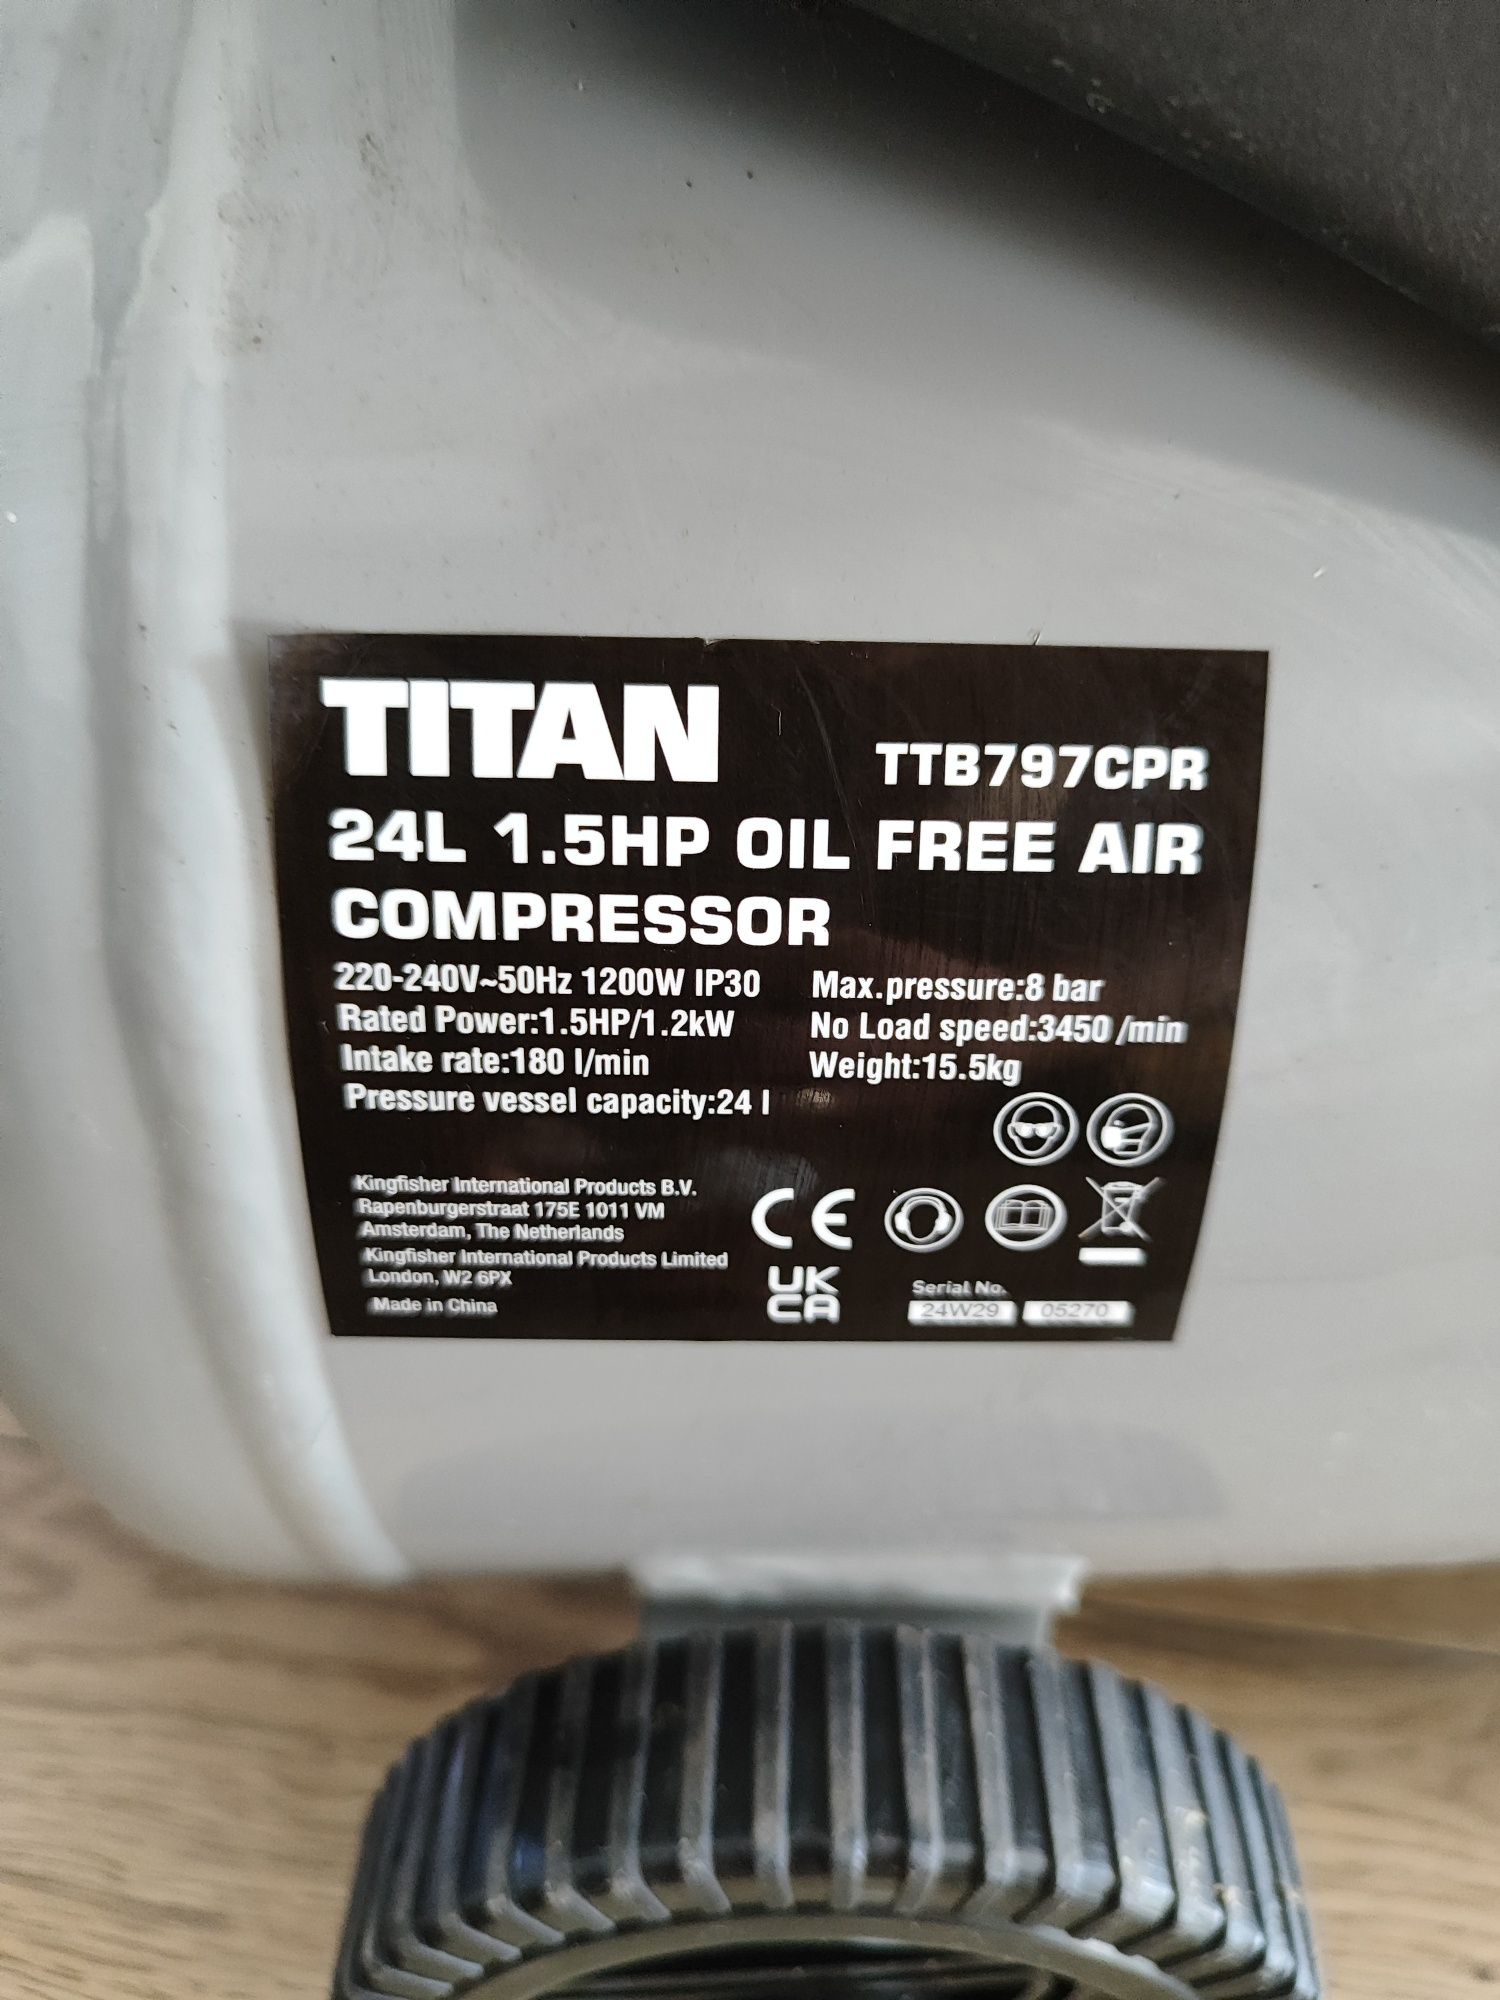 TITAN
TTB797CPR
24L 1.5HP OIL FREE AIR
COMPRESSOR
220-240V~50Hz 1200W IP30
Rated Power:1.5HP/1.2kW
Intake rate:180 l/min
Pressure vessel capacity:24 l
Max.pressure:8 bar
No Load speed:3450 /min
Weight:15.5kg
Kingfisher International Products B.V.
Rapenburgerstraat 175E 1011 VM
Amsterdam, The Netherlands
Kingfisher International Products Limited
London, W2 6PX
Made in China
CE
UK
CA
Serial No.
24W29 05270